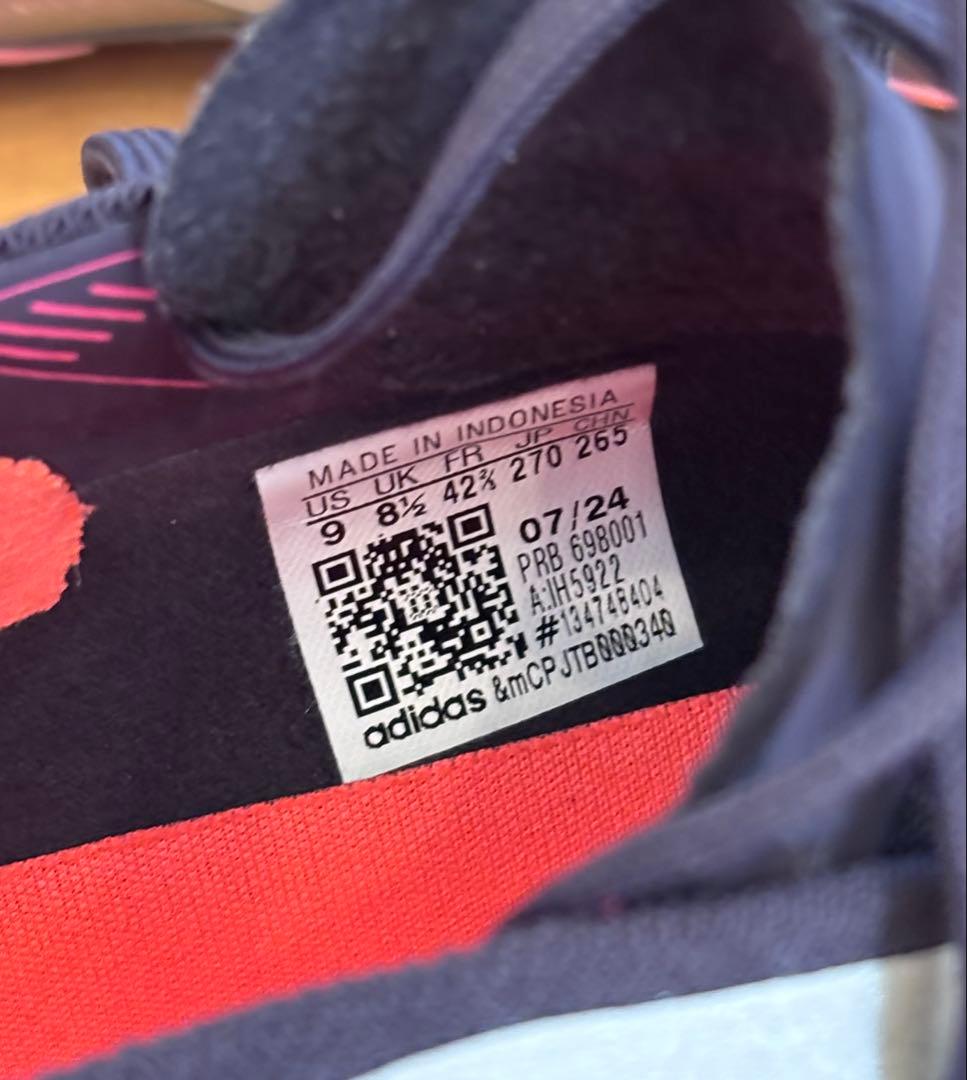 MADE IN INDONESIA
US UK FR JP CHN
9 8½ 42⅔ 270 265
07/24
PRB 698001
A:IH5922
#134746404
adidas &mCPJTBQQQ34Q